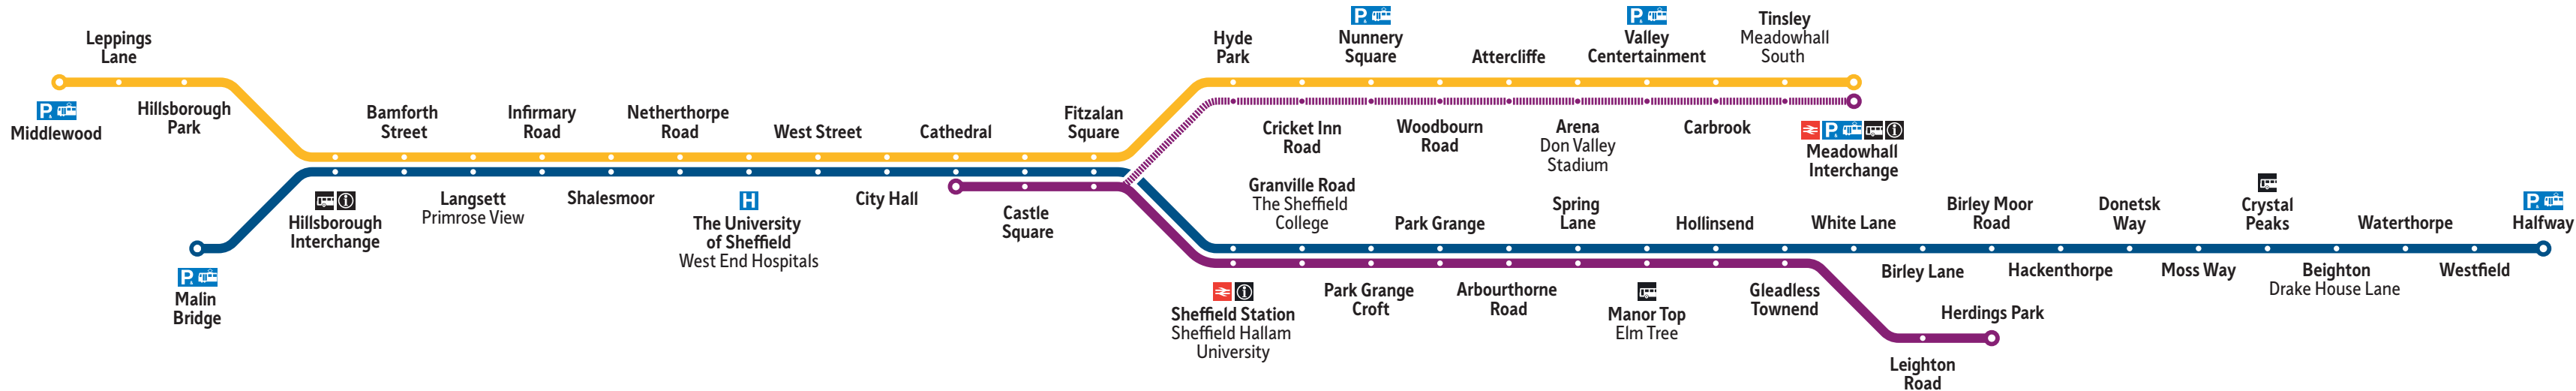 Leppings
Lane
P
Middlewood
Hillsborough
Park
P
Malin
Bridge
i
Hillsborough
Interchange
Bamforth
Street
Langsett
Primrose View
Infirmary
Road
Shalesmoor
Netherthorpe
Road
H
The University
of Sheffield
West End Hospitals
West Street
City Hall
Cathedral
Castle
Square
Fitzalan
Square
Hyde
Park
Cricket Inn
Road
P
Nunnery
Square
Woodbourn
Road
Attercliffe
Arena
Don Valley
Stadium
P
Valley
Centertainment
Carbrook
Tinsley
Meadowhall
South
P
i
Meadowhall
Interchange
i
Sheffield Station
Sheffield Hallam
University
Granville Road
The Sheffield
College
Park Grange
Croft
Park Grange
Arbourthorne
Road
Spring
Lane
Manor Top
Elm Tree
Hollinsend
Gleadless
Townend
White Lane
Leighton
Road
Herdings Park
Birley Lane
Birley Moor
Road
Hackenthorpe
Donetsk
Way
Moss Way
Crystal
Peaks
Beighton
Drake House Lane
Waterthorpe
Westfield
P
Halfway